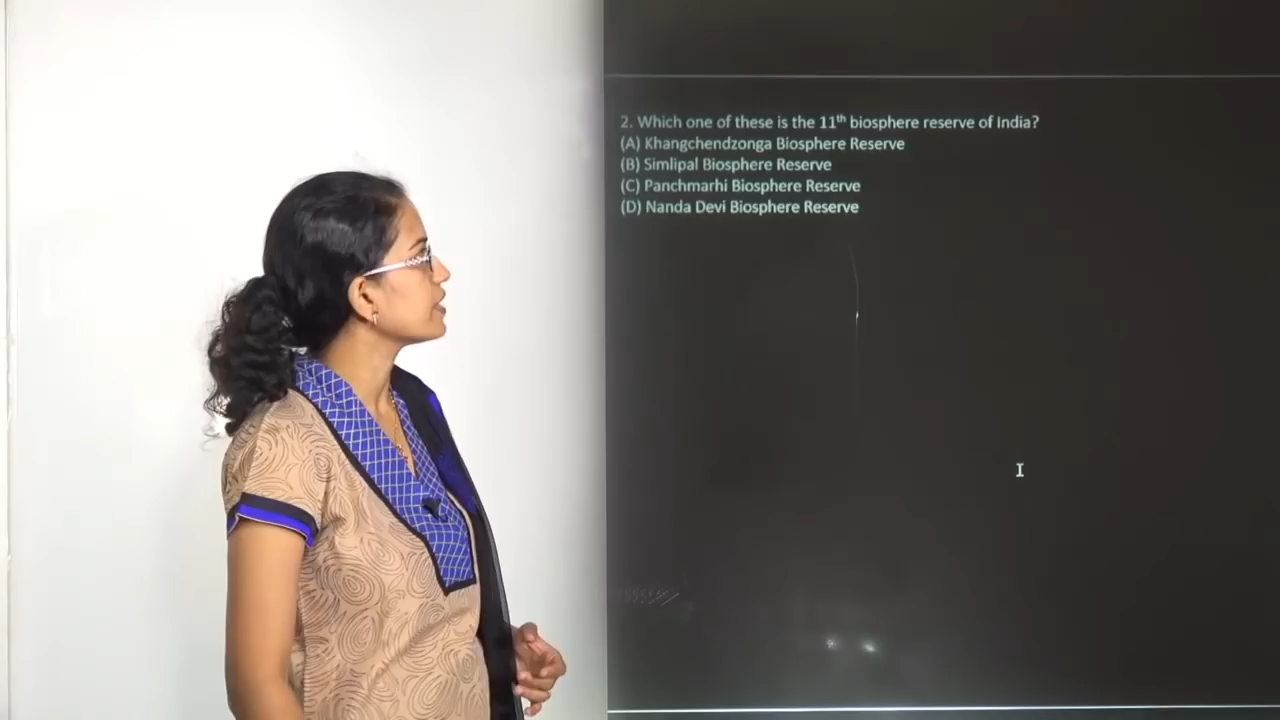 2. Which one of these is the 11th biosphere reserve of India?
(A) Khangchendzonga Biosphere Reserve
(B) Simlipal Biosphere Reserve
(C) Panchmarhi Biosphere Reserve
(D) Nanda Devi Biosphere Reserve